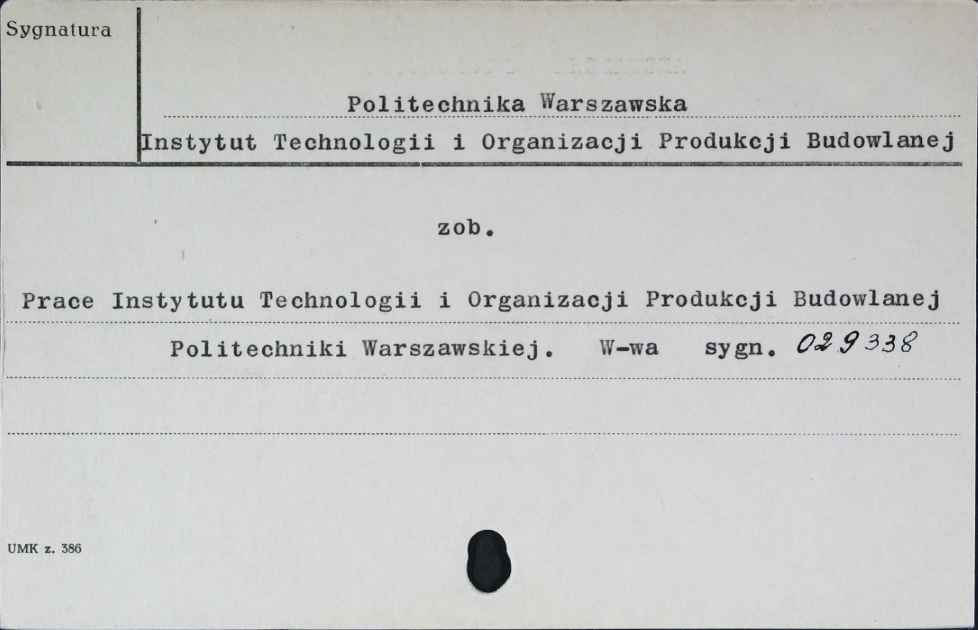 Sygnatura
Politechnika Warszawska
Instytut Technologii i Organizacji Produkcji Budowlanej
zob.
Prace Instytutu Technologii i Organizacji Produkcji Budowlanej
Politechniki Warszawskiej. W-wa sygn. 029338
UMK z. 386